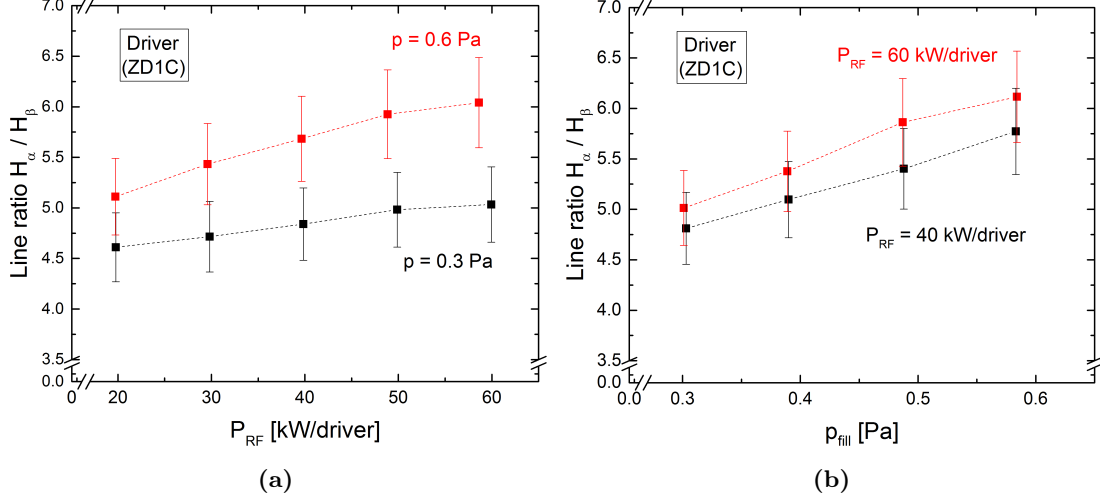 7.0
6.5
6.0
5.5
5.0
4.5
4.0
3.5
0.0
Line ratio Hα / Hβ
Driver
(ZD1C)
p = 0.6 Pa
p = 0.3 Pa
20 30 40 50 60
PRF [kW/driver]
(a)
7.0
6.5
6.0
5.5
5.0
4.5
4.0
3.5
0.0
Line ratio Hα / Hβ
Driver
(ZD1C)
PRF = 60 kW/driver
PRF = 40 kW/driver
0.0 0.3 0.4 0.5 0.6
pfill [Pa]
(b)